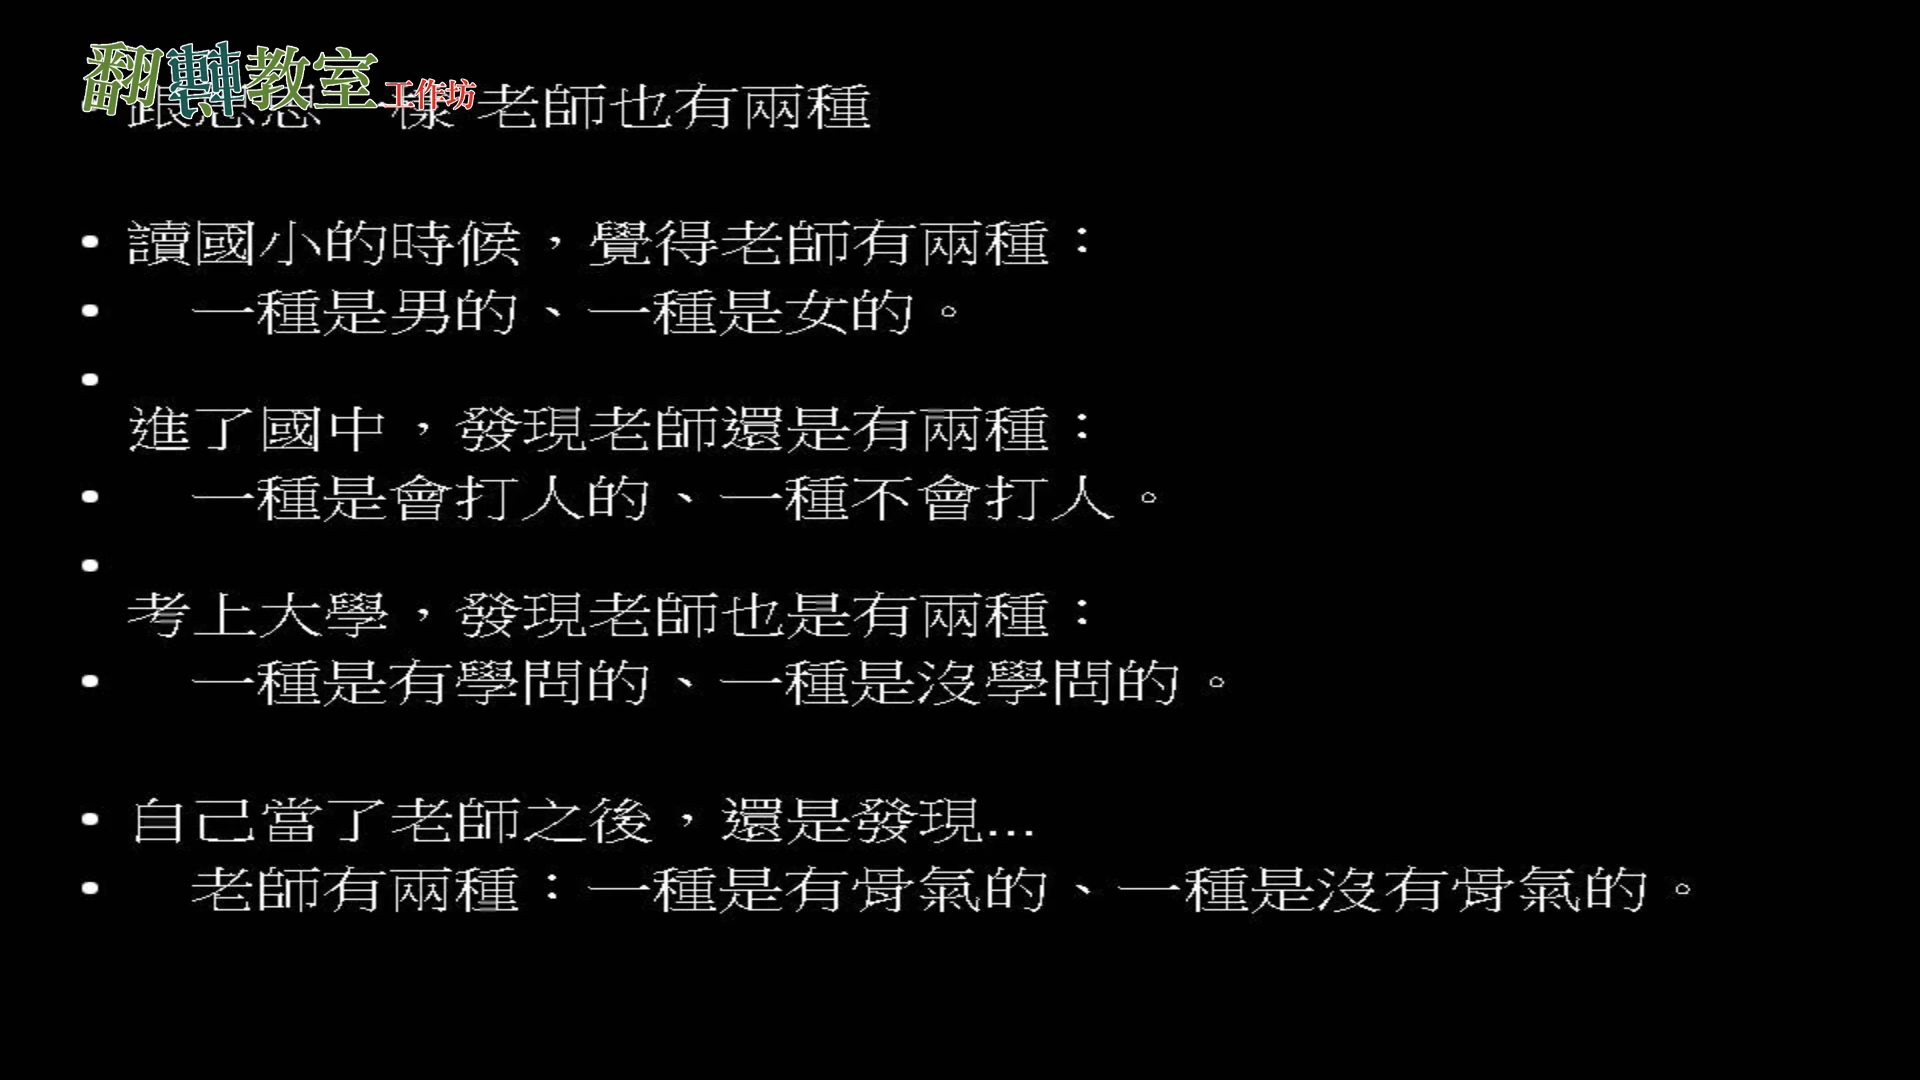 翻轉教室工作坊
一樣 老師也有兩種
• 讀國小的時候，覺得老師有兩種：
• 一種是男的、一種是女的。
•
進了國中，發現老師還是有兩種：
• 一種是會打人的、一種不會打人。
•
考上大學，發現老師也是有兩種：
• 一種是有學問的、一種是沒學問的。
• 自己當了老師之後，還是發現...
• 老師有兩種：一種是有骨氣的、一種是沒有骨氣的。